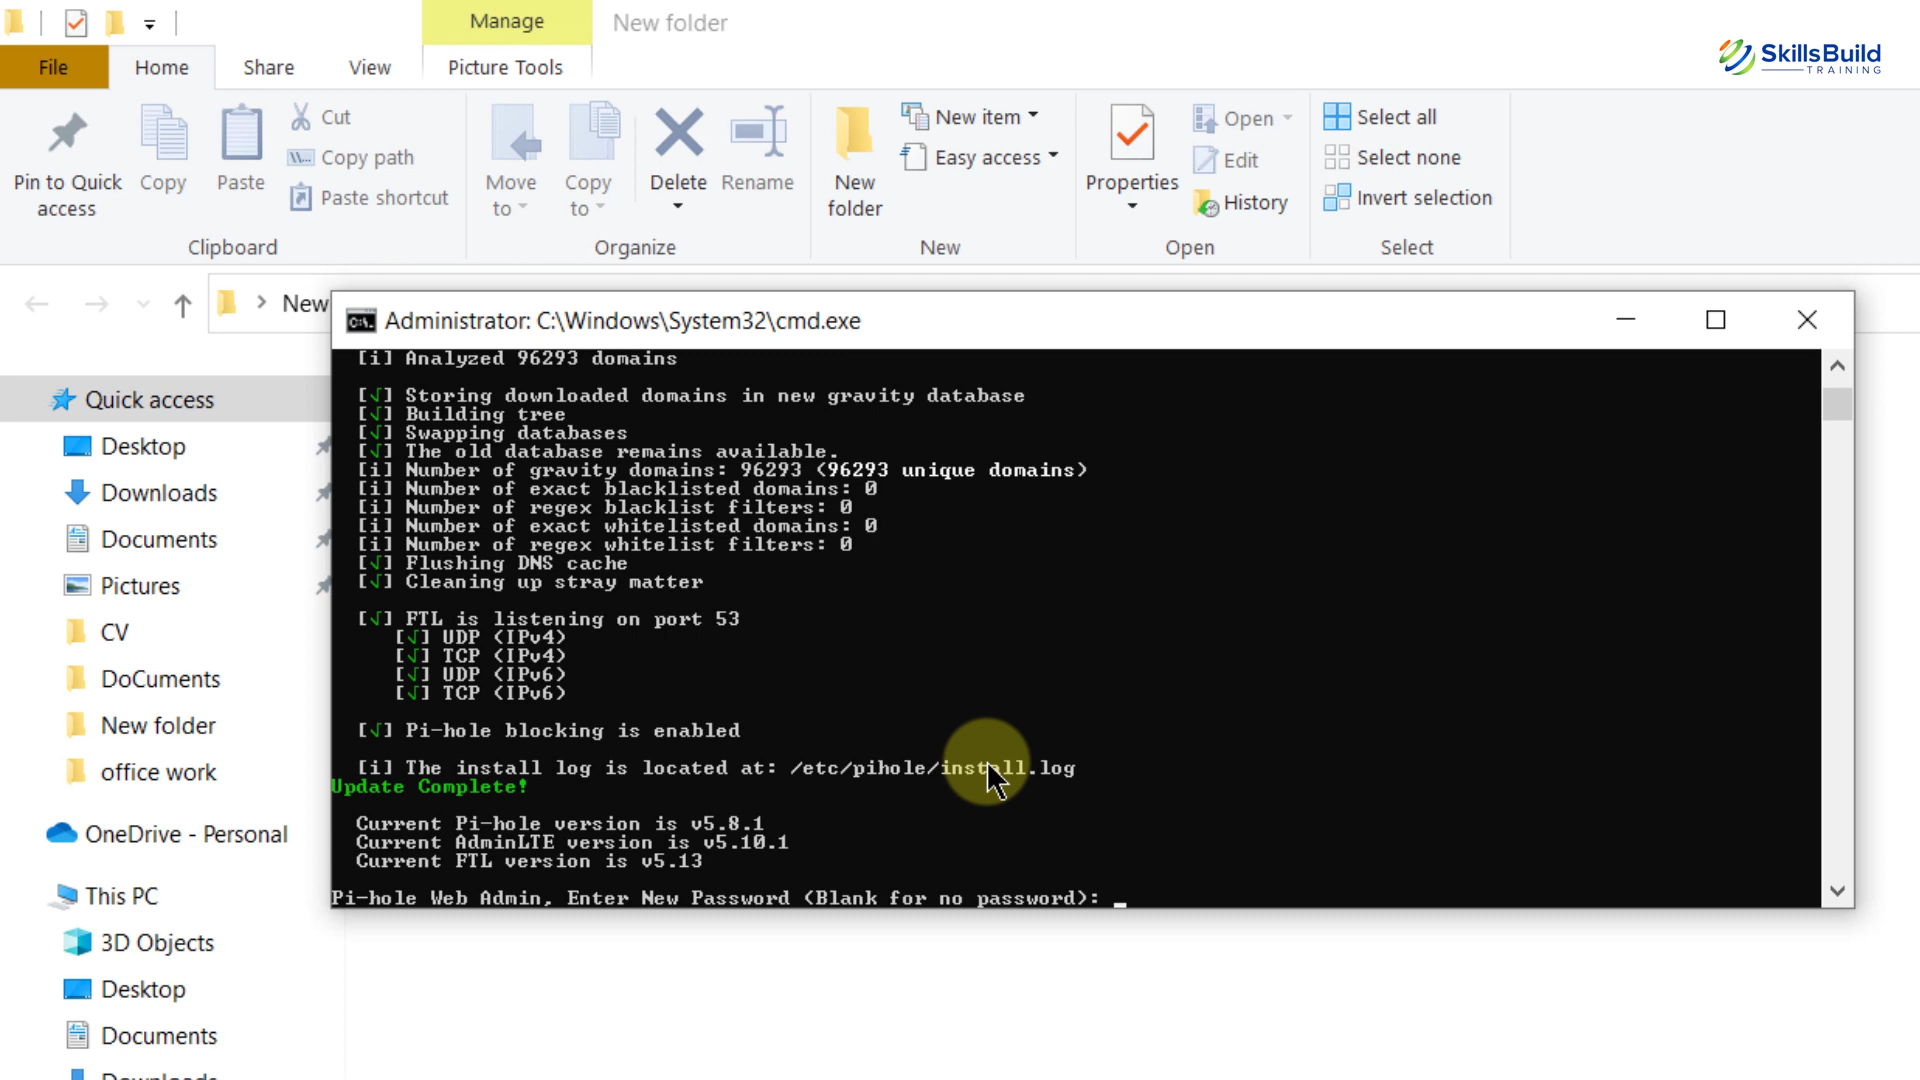 Manage
New folder
File
Home
Share
View
Picture Tools
SkillsBuild
TRAINING
Pin to Quick access
Copy
Paste
Cut
Copy path
Paste shortcut
Clipboard
Move to
Copy to
Delete
Rename
Organize
New folder
New item
Easy access
New
Properties
Open
Edit
History
Open
Select all
Select none
Invert selection
Select
New
Administrator: C:\Windows\System32\cmd.exe
Quick access
Desktop
Downloads
Documents
Pictures
CV
DoCuments
New folder
office work
OneDrive - Personal
This PC
3D Objects
Desktop
Documents
Downloads
[i] Analyzed 96293 domains
[√] Storing downloaded domains in new gravity database
[√] Building tree
[√] Swapping databases
[√] The old database remains available.
[i] Number of gravity domains: 96293 (96293 unique domains)
[i] Number of exact blacklisted domains: 0
[i] Number of regex blacklist filters: 0
[i] Number of exact whitelisted domains: 0
[i] Number of regex whitelist filters: 0
[√] Flushing DNS cache
[√] Cleaning up stray matter
[√] FTL is listening on port 53
[√] UDP (IPv4)
[√] TCP (IPv4)
[√] UDP (IPv6)
[√] TCP (IPv6)
[√] Pi-hole blocking is enabled
[i] The install log is located at: /etc/pihole/install.log
Update Complete!
Current Pi-hole version is v5.8.1
Current AdminLTE version is v5.10.1
Current FTL version is v5.13
Pi-hole Web Admin, Enter New Password (Blank for no password): _